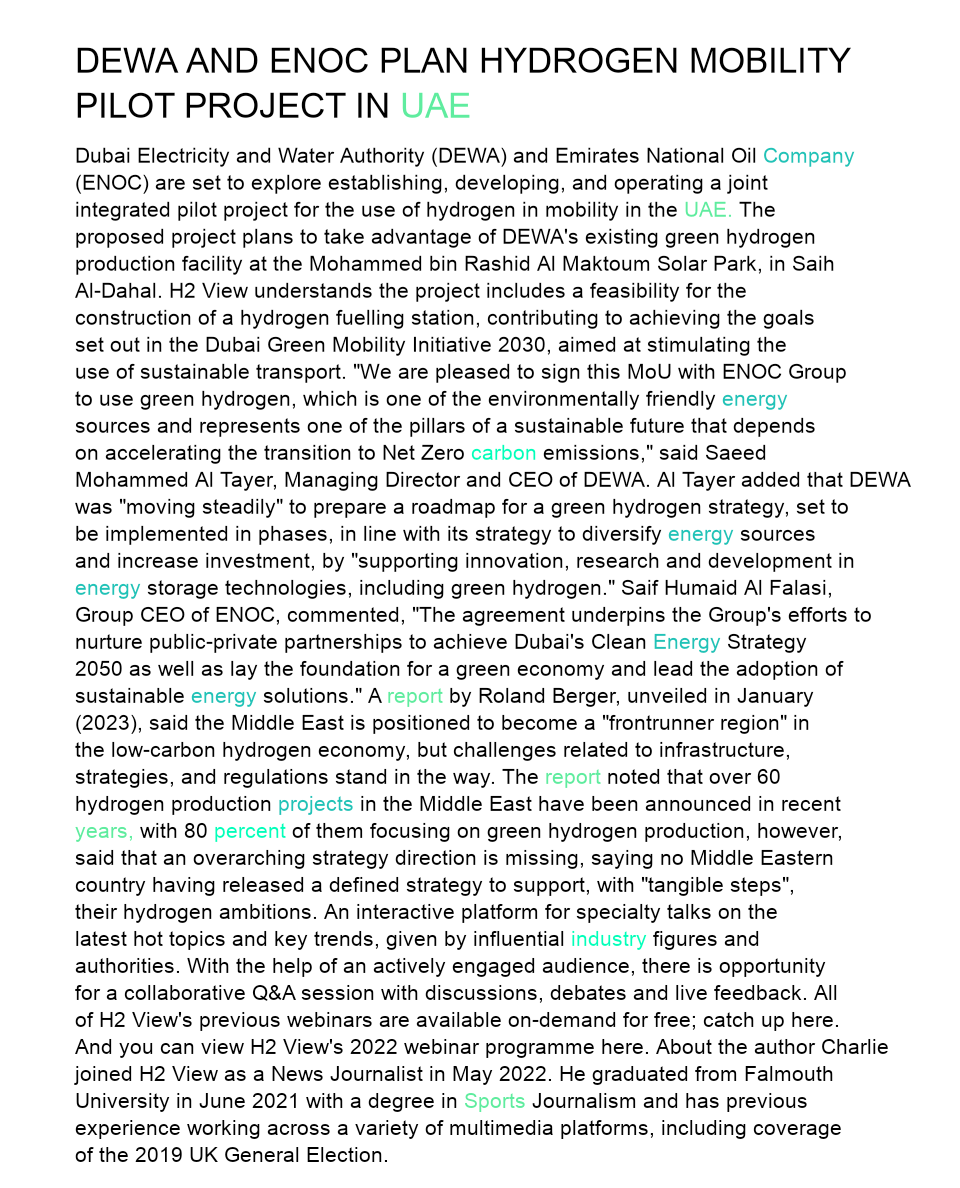 DEWA AND ENOC PLAN HYDROGEN MOBILITY
PILOT PROJECT IN UAE
Dubai Electricity and Water Authority (DEWA) and Emirates National Oil Company
(ENOC) are set to explore establishing, developing, and operating a joint
integrated pilot project for the use of hydrogen in mobility in the UAE. The
proposed project plans to take advantage of DEWA's existing green hydrogen
production facility at the Mohammed bin Rashid Al Maktoum Solar Park, in Saih
Al-Dahal. H2 View understands the project includes a feasibility for the
construction of a hydrogen fuelling station, contributing to achieving the goals
set out in the Dubai Green Mobility Initiative 2030, aimed at stimulating the
use of sustainable transport. "We are pleased to sign this MoU with ENOC Group
to use green hydrogen, which is one of the environmentally friendly energy
sources and represents one of the pillars of a sustainable future that depends
on accelerating the transition to Net Zero carbon emissions," said Saeed
Mohammed Al Tayer, Managing Director and CEO of DEWA. Al Tayer added that DEWA
was "moving steadily" to prepare a roadmap for a green hydrogen strategy, set to
be implemented in phases, in line with its strategy to diversify energy sources
and increase investment, by "supporting innovation, research and development in
energy storage technologies, including green hydrogen." Saif Humaid Al Falasi,
Group CEO of ENOC, commented, "The agreement underpins the Group's efforts to
nurture public-private partnerships to achieve Dubai's Clean Energy Strategy
2050 as well as lay the foundation for a green economy and lead the adoption of
sustainable energy solutions." A report by Roland Berger, unveiled in January
(2023), said the Middle East is positioned to become a "frontrunner region" in
the low-carbon hydrogen economy, but challenges related to infrastructure,
strategies, and regulations stand in the way. The report noted that over 60
hydrogen production projects in the Middle East have been announced in recent
years, with 80 percent of them focusing on green hydrogen production, however,
said that an overarching strategy direction is missing, saying no Middle Eastern
country having released a defined strategy to support, with "tangible steps",
their hydrogen ambitions. An interactive platform for specialty talks on the
latest hot topics and key trends, given by influential industry figures and
authorities. With the help of an actively engaged audience, there is opportunity
for a collaborative Q&A session with discussions, debates and live feedback. All
of H2 View's previous webinars are available on-demand for free; catch up here.
And you can view H2 View's 2022 webinar programme here. About the author Charlie
joined H2 View as a News Journalist in May 2022. He graduated from Falmouth
University in June 2021 with a degree in Sports Journalism and has previous
experience working across a variety of multimedia platforms, including coverage
of the 2019 UK General Election.